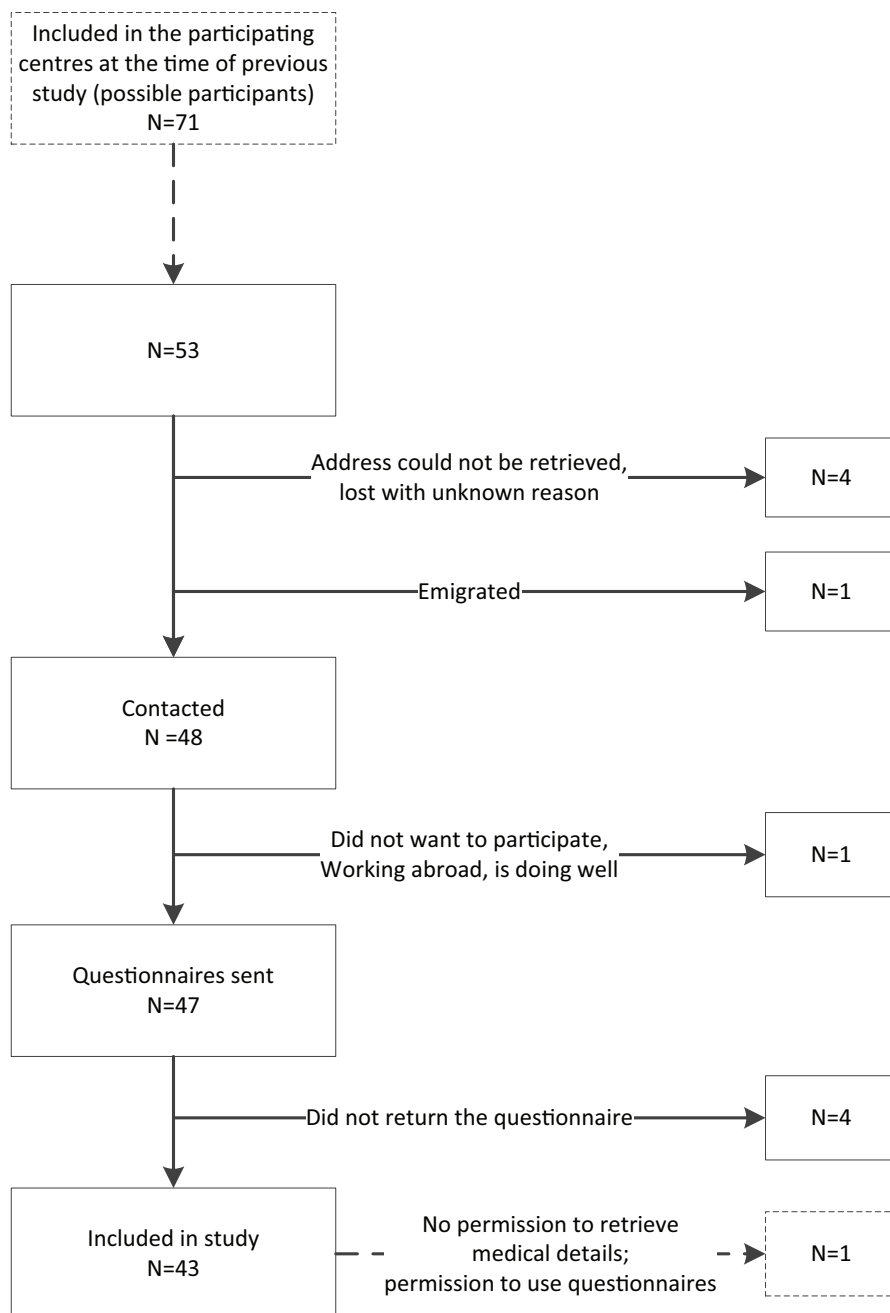 Included in the participating
centres at the time of previous
study (possible participants)
N=71
N=53
Address could not be retrieved,
lost with unknown reason
N=4
Emigrated
N=1
Contacted
N =48
Did not want to participate,
Working abroad, is doing well
N=1
Questionnaires sent
N=47
Did not return the questionnaire
N=4
Included in study
N=43
No permission to retrieve
medical details;
permission to use questionnaires
N=1